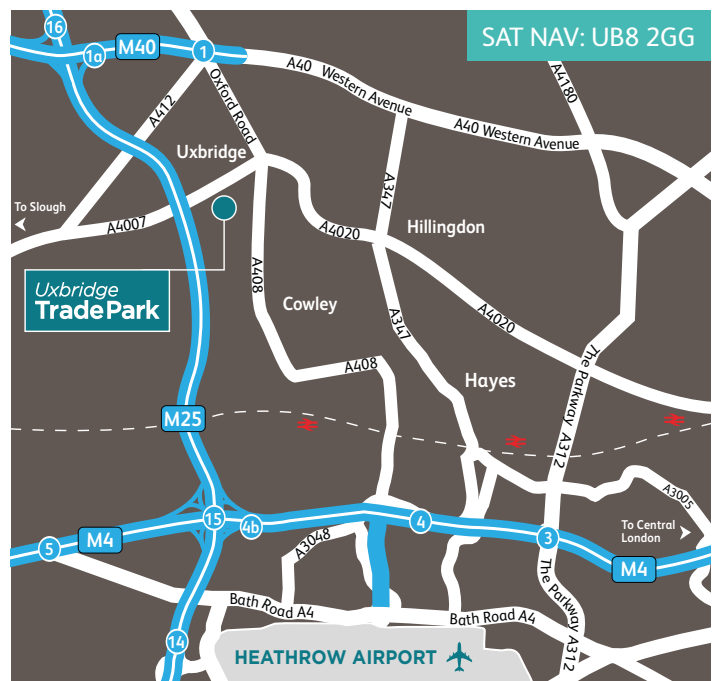 SAT NAV: UB8 2GG
16
1a
M40
1
A40 Western Avenue
A40 Western Avenue
A4180
A412
Oxford Road
Uxbridge
A347
To Slough
A4007
A4020
Hillingdon
Uxbridge
TradePark
A408
Cowley
A347
A4020
A408
Hayes
The Parkway A312
M25
A3005
15
4b
4
3
To Central
London
5
M4
M4
A3048
The Parkway A312
Bath Road A4
Bath Road A4
14
HEATHROW AIRPORT